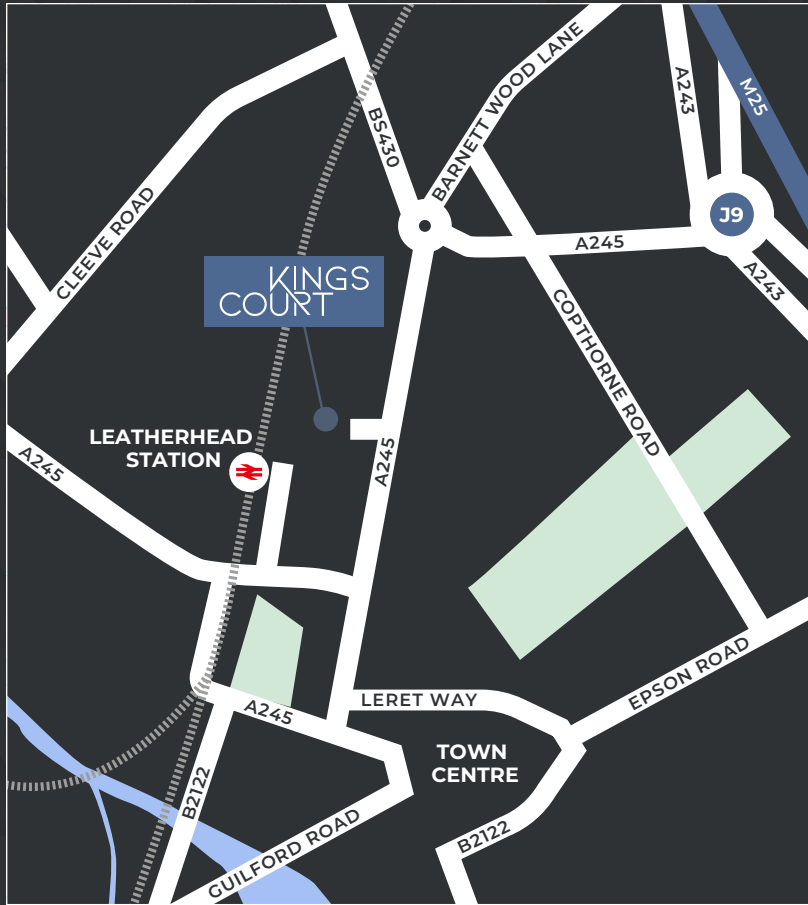 BARNETT WOOD LANE
A243
M25
BS430
CLEEVE ROAD
J9
A245
A243
KINGS
COURT
COPTHORNE ROAD
LEATHERHEAD
STATION
A245
A245
LERET WAY
EPSON ROAD
A245
TOWN
CENTRE
B2122
B2122
GUILFORD ROAD